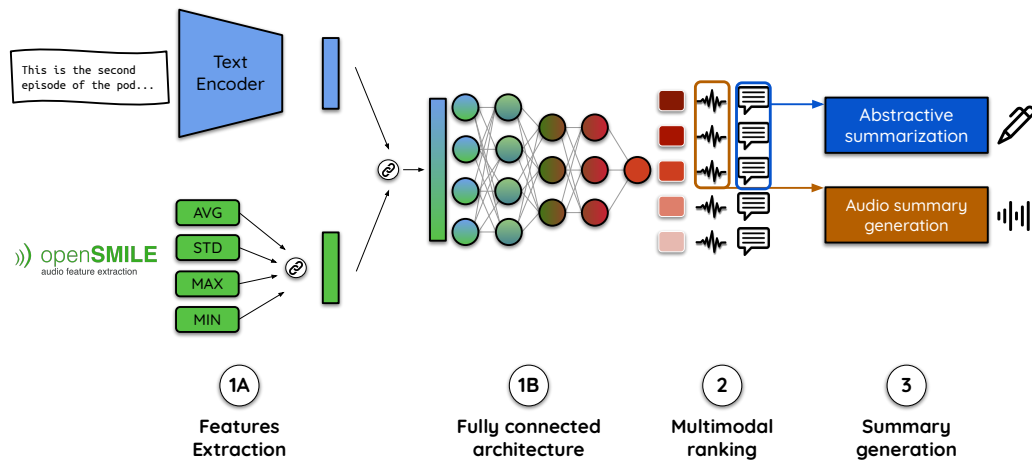 This is the second
episode of the pod...
Text
Encoder
AVG
STD
MAX
MIN
openSMILE
audio feature extraction
Abstractive
summarization
Audio summary
generation
1A
Features
Extraction
1B
Fully connected
architecture
2
Multimodal
ranking
3
Summary
generation